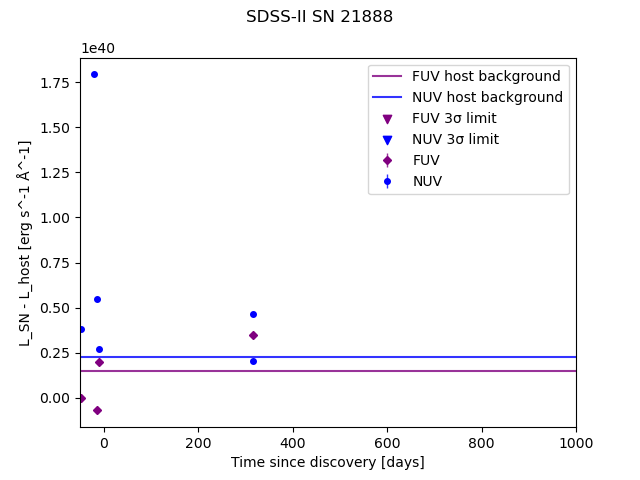 SDSS-II SN 21888
1e40
FUV host background
NUV host background
FUV 3σ limit
NUV 3σ limit
FUV
NUV
1.75
1.50
1.25
1.00
0.75
0.50
0.25
0.00
L_SN - L_host [erg s^-1 Å^-1]
0
200
400
600
800
1000
Time since discovery [days]